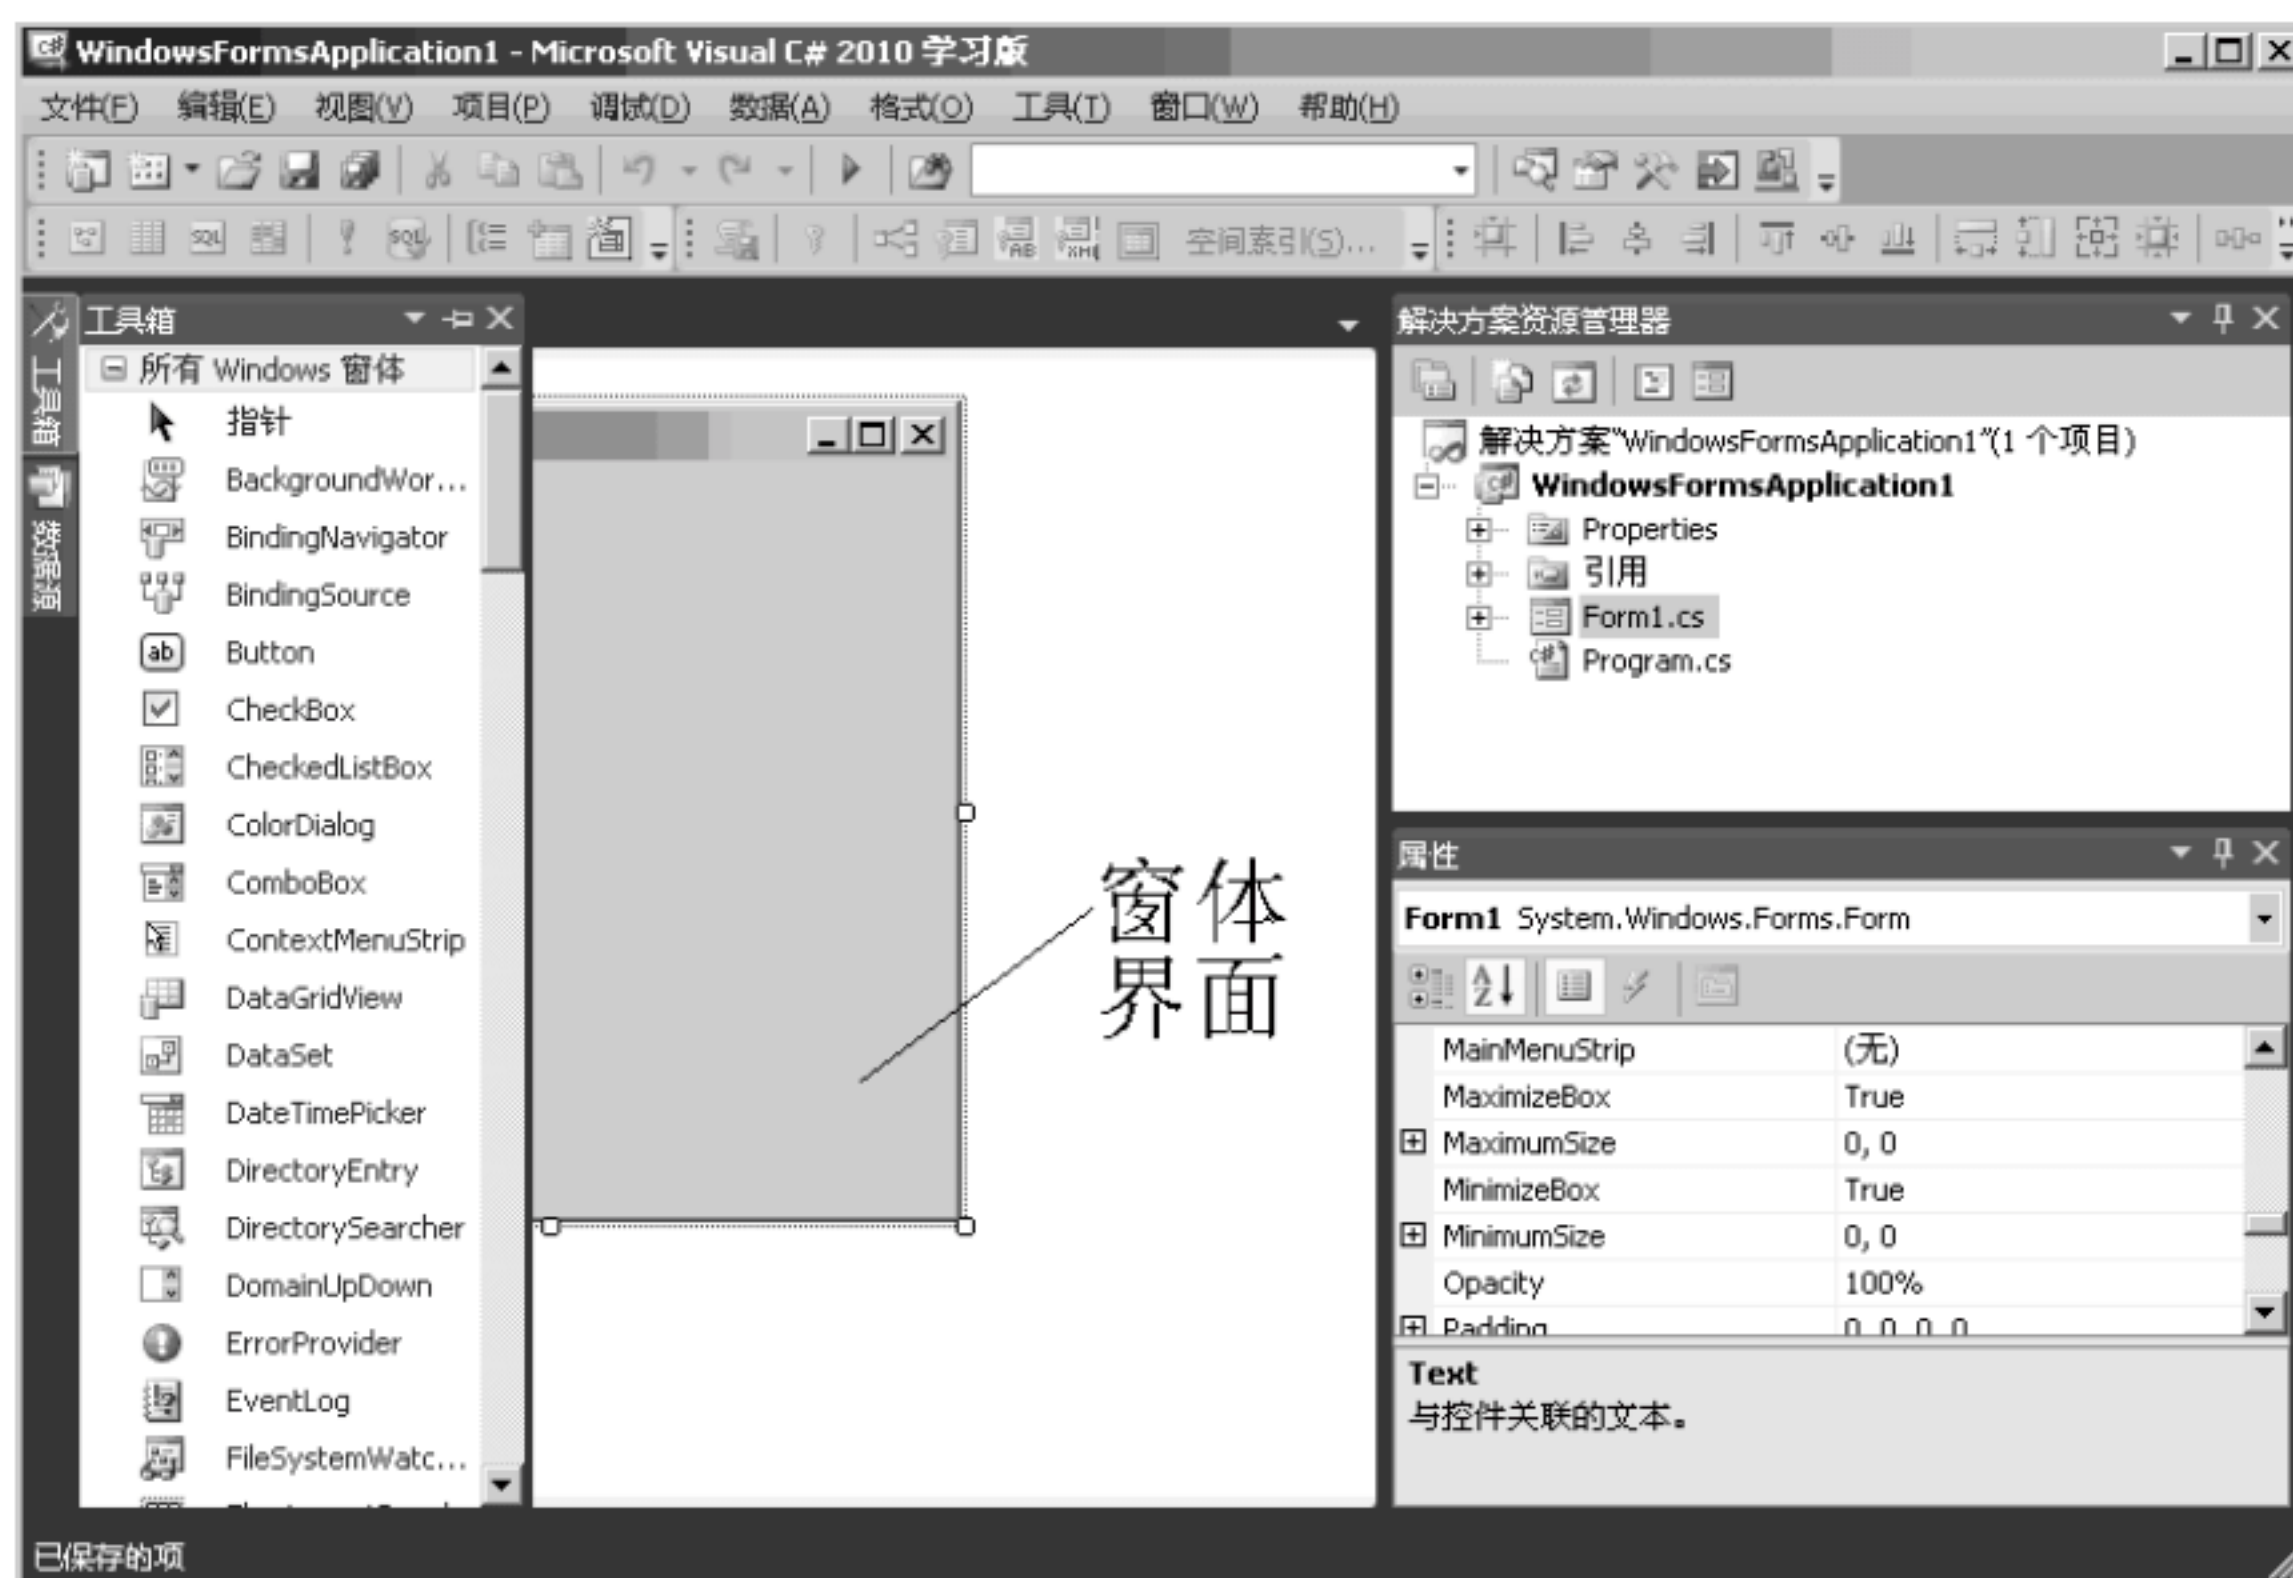 WindowsFormsApplication1 - Microsoft Visual C# 2010 学习版
文件(F) 编辑(E) 视图(V) 项目(P) 调试(D) 数据(A) 格式(O) 工具(T) 窗口(W) 帮助(H)
空间索引(S)...
工具箱
数据源
工具箱
所有 Windows 窗体
指针
BackgroundWor...
BindingNavigator
BindingSource
Button
CheckBox
CheckedListBox
ColorDialog
ComboBox
ContextMenuStrip
DataGridView
DataSet
DateTimePicker
DirectoryEntry
DirectorySearcher
DomainUpDown
ErrorProvider
EventLog
FileSystemWatc...
窗体
界面
解决方案资源管理器
解决方案"WindowsFormsApplication1"(1 个项目)
WindowsFormsApplication1
Properties
引用
Form1.cs
Program.cs
属性
Form1 System.Windows.Forms.Form
MainMenuStrip (无)
MaximizeBox True
MaximumSize 0, 0
MinimizeBox True
MinimumSize 0, 0
Opacity 100%
Padding 0, 0, 0, 0
Text
与控件关联的文本。
已保存的项